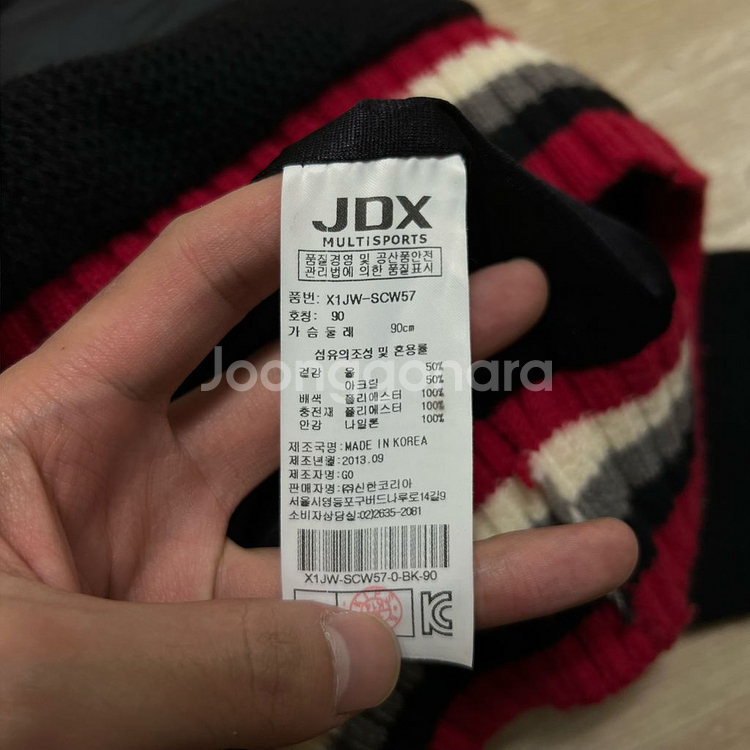 JDX
MULTISPORTS
품질경영 및 공산품안전
관리법에 의한 품질표시
품번: X1JW-SCW57
호칭: 90
가슴둘레 90cm
섬유의조성 및 혼용률
겉감 울 50%
아크릴 50%
배색 폴리에스터 100%
충전재 폴리에스터 100%
안감 나일론 100%
제조국명:MADE IN KOREA
제조년월:2013.09
제조자명:GO
판매자명:㈜신한코리아
서울시영등포구버드나루로14길9
소비자상담실:02)2635-2081
X1JW-SCW57-0-BK-90
Joonggonara